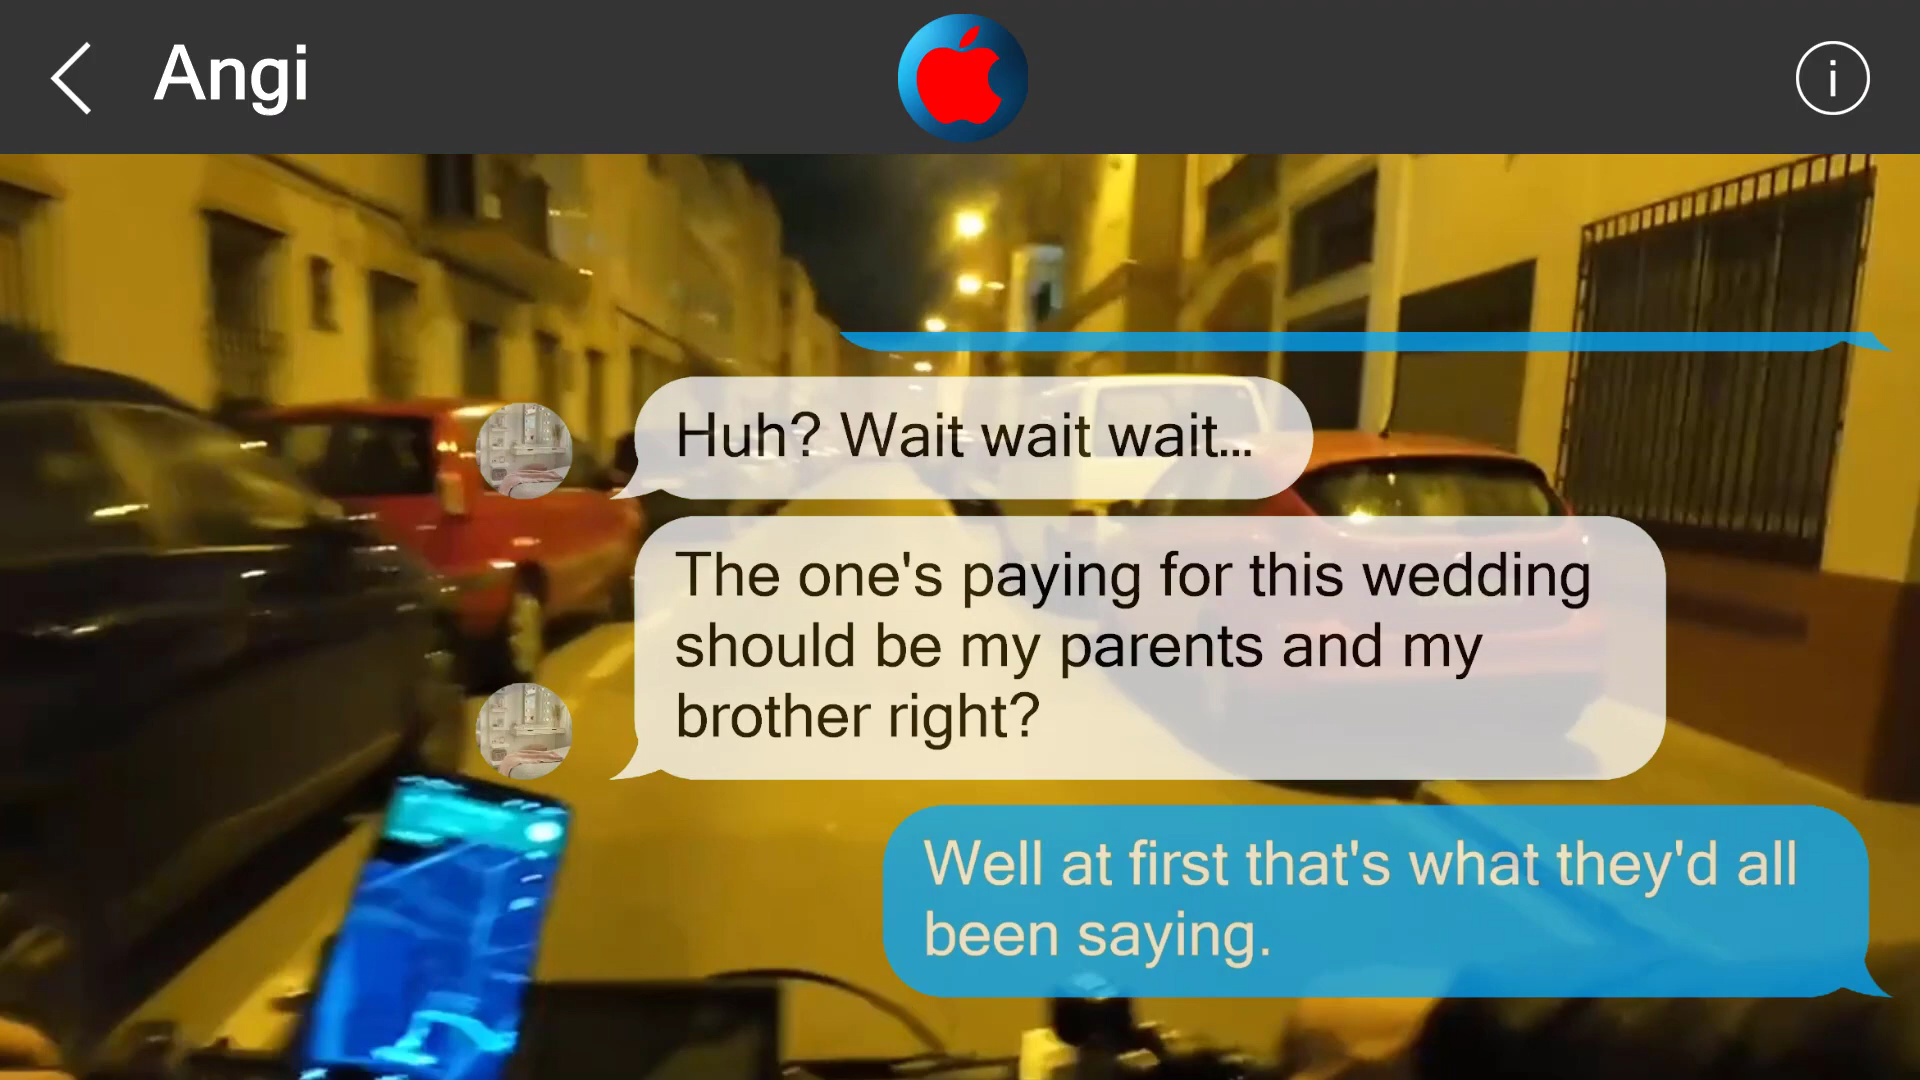 Angi
Huh? Wait wait wait...
The one's paying for this wedding
should be my parents and my
brother right?
Well at first that's what they'd all
been saying.